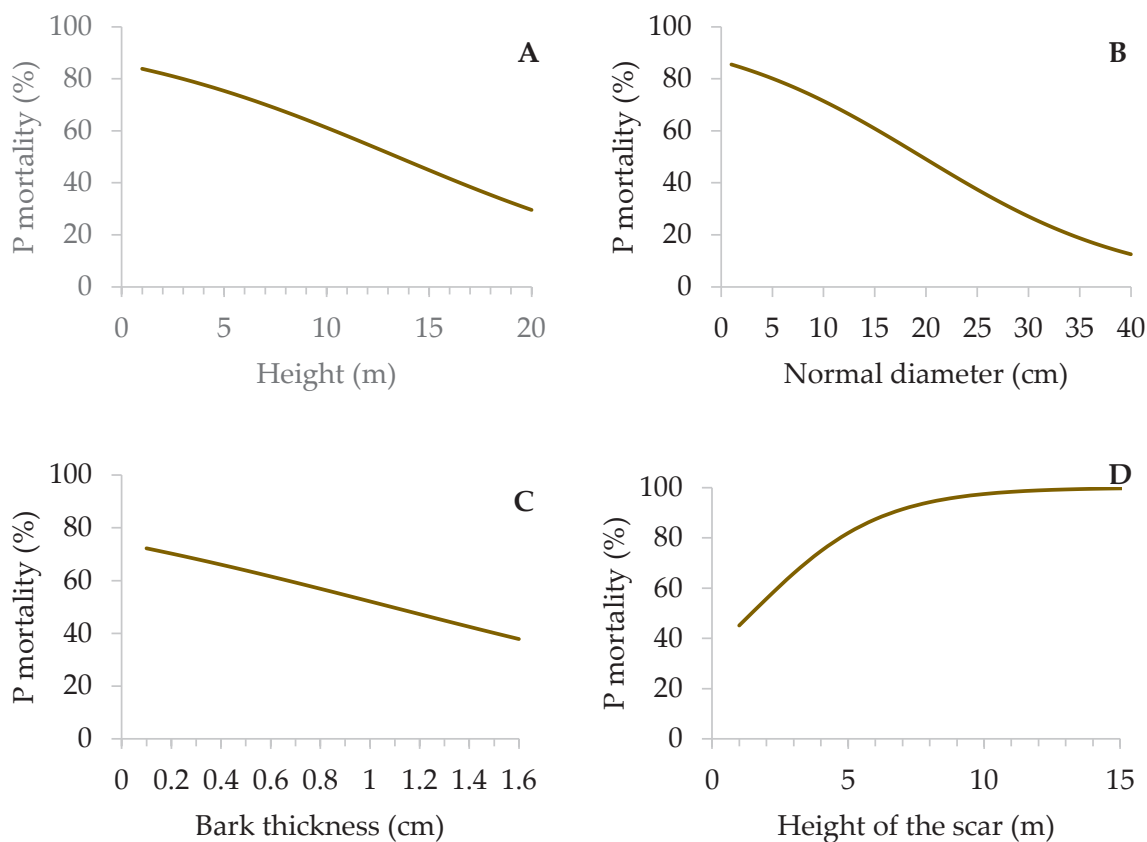 A
P mortality (%)
100
80
60
40
20
0
0 5 10 15 20
Height (m)
B
P mortality (%)
100
80
60
40
20
0
0 5 10 15 20 25 30 35 40
Normal diameter (cm)
C
P mortality (%)
100
80
60
40
20
0
0 0.2 0.4 0.6 0.8 1 1.2 1.4 1.6
Bark thickness (cm)
D
P mortality (%)
100
80
60
40
20
0
0 5 10 15
Height of the scar (m)